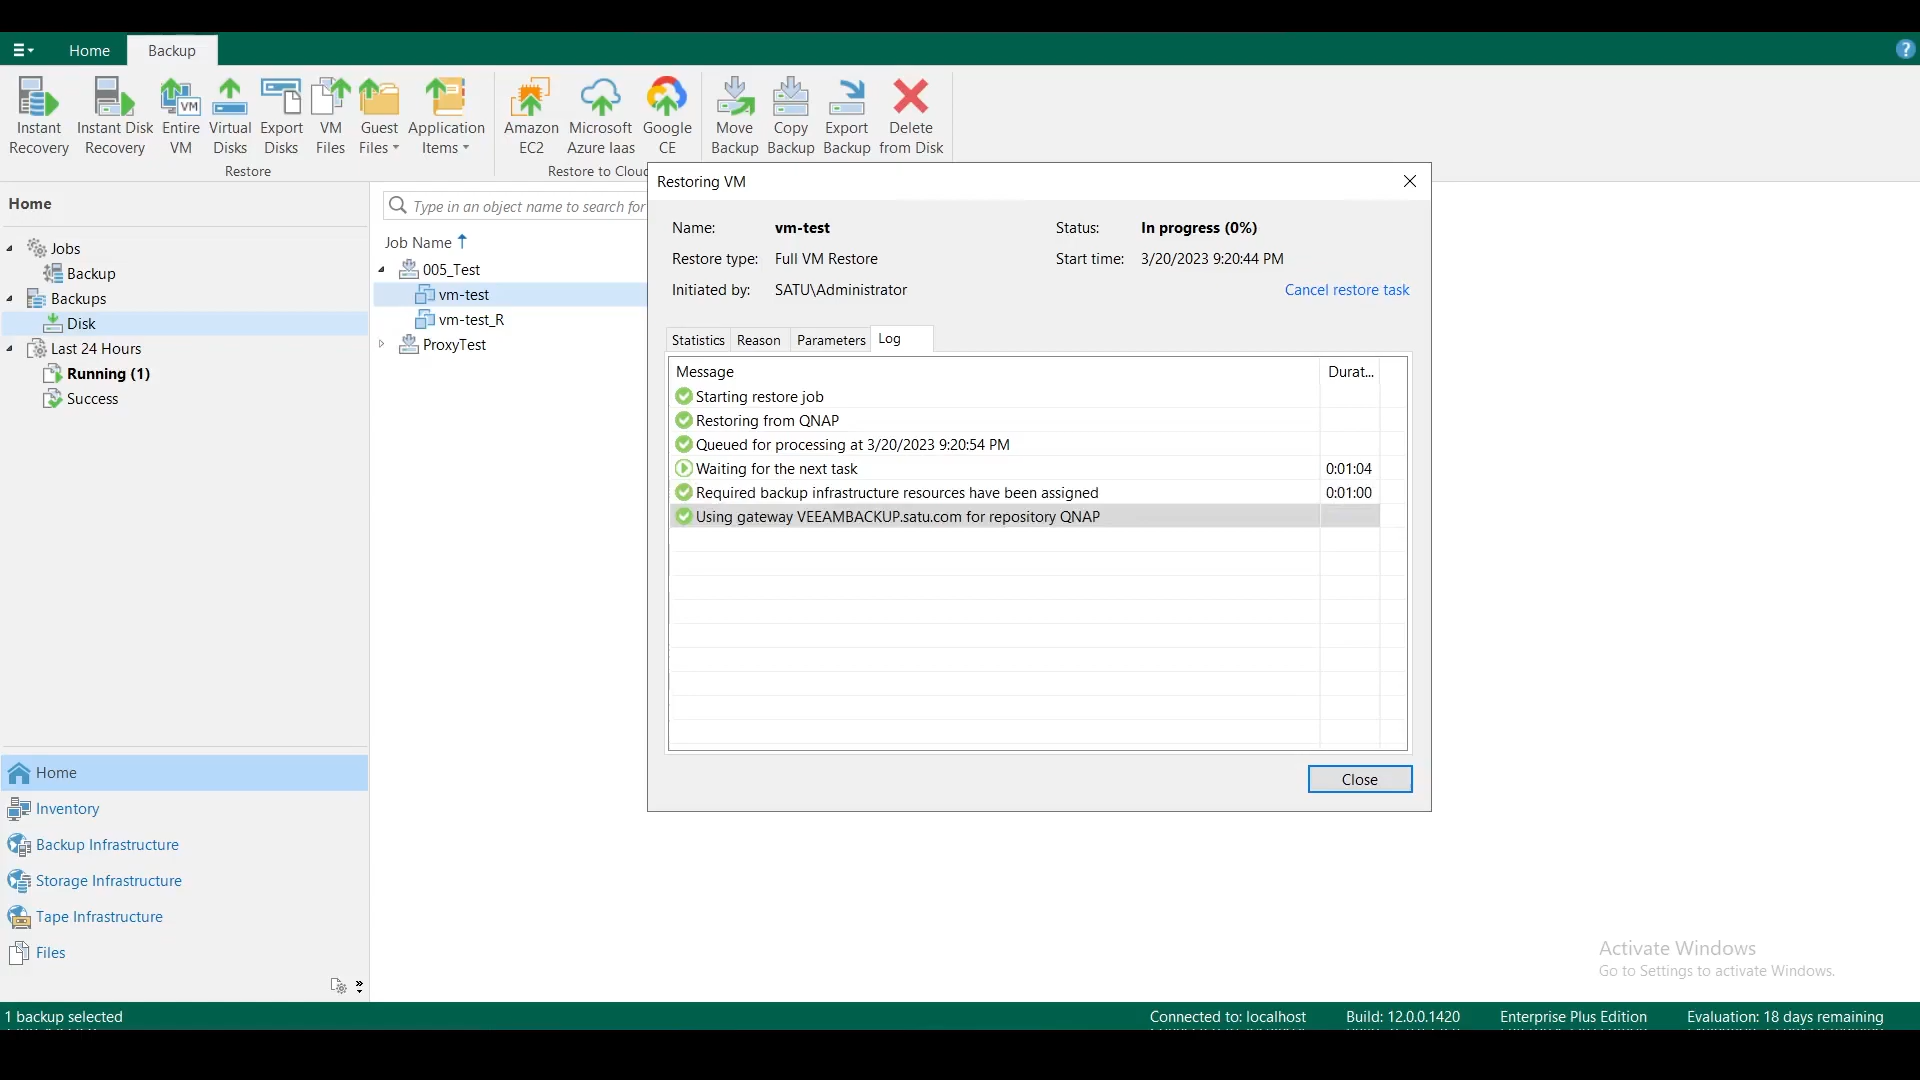 Home
Backup
Instant Recovery
Instant Disk Recovery
Entire VM
Virtual Disks
Export Disks
VM Files
Guest Files
Application Items
Restore
Amazon EC2
Microsoft Azure Iaas
Google CE
Restore to Clou
Move Backup
Copy Backup
Export Backup
Delete from Disk
Home
Jobs
Backup
Backups
Disk
Last 24 Hours
Running (1)
Success
Type in an object name to search for
Job Name
005_Test
vm-test
vm-test_R
ProxyTest
Restoring VM
Name: vm-test
Status: In progress (0%)
Restore type: Full VM Restore
Start time: 3/20/2023 9:20:44 PM
Initiated by: SATU\Administrator
Cancel restore task
Statistics
Reason
Parameters
Log
Message Durat...
Starting restore job
Restoring from QNAP
Queued for processing at 3/20/2023 9:20:54 PM
Waiting for the next task 0:01:04
Required backup infrastructure resources have been assigned 0:01:00
Using gateway VEEAMBACKUP.satu.com for repository QNAP
Close
Home
Inventory
Backup Infrastructure
Storage Infrastructure
Tape Infrastructure
Files
Activate Windows
Go to Settings to activate Windows.
1 backup selected
Connected to: localhost
Build: 12.0.0.1420
Enterprise Plus Edition
Evaluation: 18 days remaining